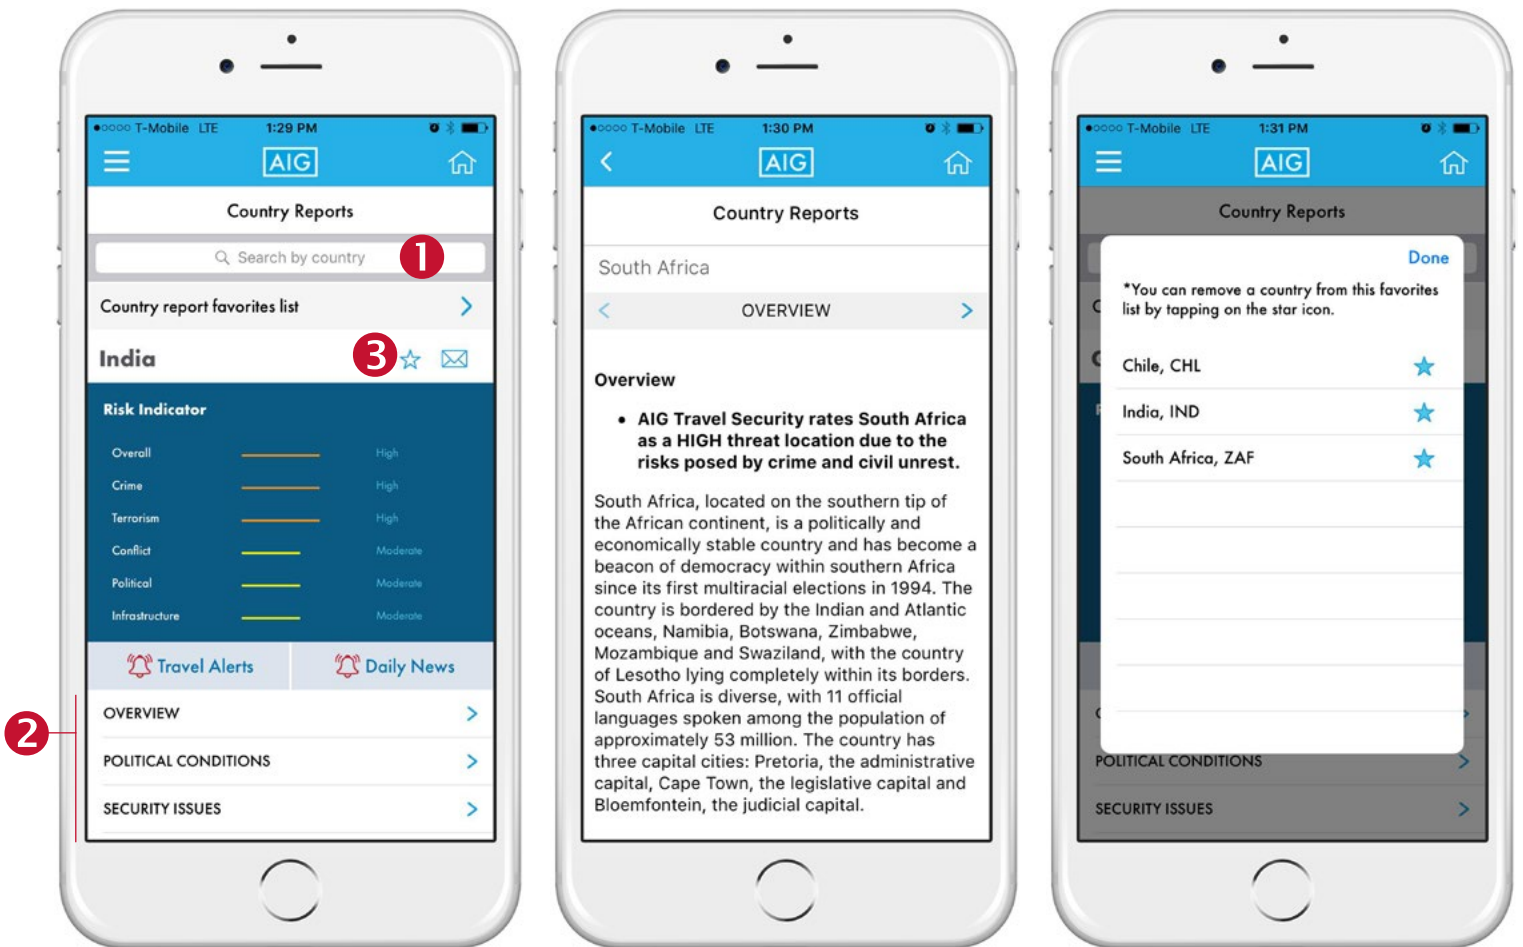 T-Mobile LTE 1:29 PM
AIG
Country Reports
Search by country
1
Country report favorites list
India
3
Risk Indicator
Overall High
Crime High
Terrorism High
Conflict Moderate
Political Moderate
Infrastructure Moderate
Travel Alerts Daily News
2
OVERVIEW
POLITICAL CONDITIONS
SECURITY ISSUES
T-Mobile LTE 1:30 PM
AIG
Country Reports
South Africa
OVERVIEW
Overview
• AIG Travel Security rates South Africa
as a HIGH threat location due to the
risks posed by crime and civil unrest.
South Africa, located on the southern tip of
the African continent, is a politically and
economically stable country and has become a
beacon of democracy within southern Africa
since its first multiracial elections in 1994. The
country is bordered by the Indian and Atlantic
oceans, Namibia, Botswana, Zimbabwe,
Mozambique and Swaziland, with the country
of Lesotho lying completely within its borders.
South Africa is diverse, with 11 official
languages spoken among the population of
approximately 53 million. The country has
three capital cities: Pretoria, the administrative
capital, Cape Town, the legislative capital and
Bloemfontein, the judicial capital.
T-Mobile LTE 1:31 PM
AIG
Country Reports
Done
*You can remove a country from this favorites
list by tapping on the star icon.
Chile, CHL
India, IND
South Africa, ZAF
POLITICAL CONDITIONS
SECURITY ISSUES